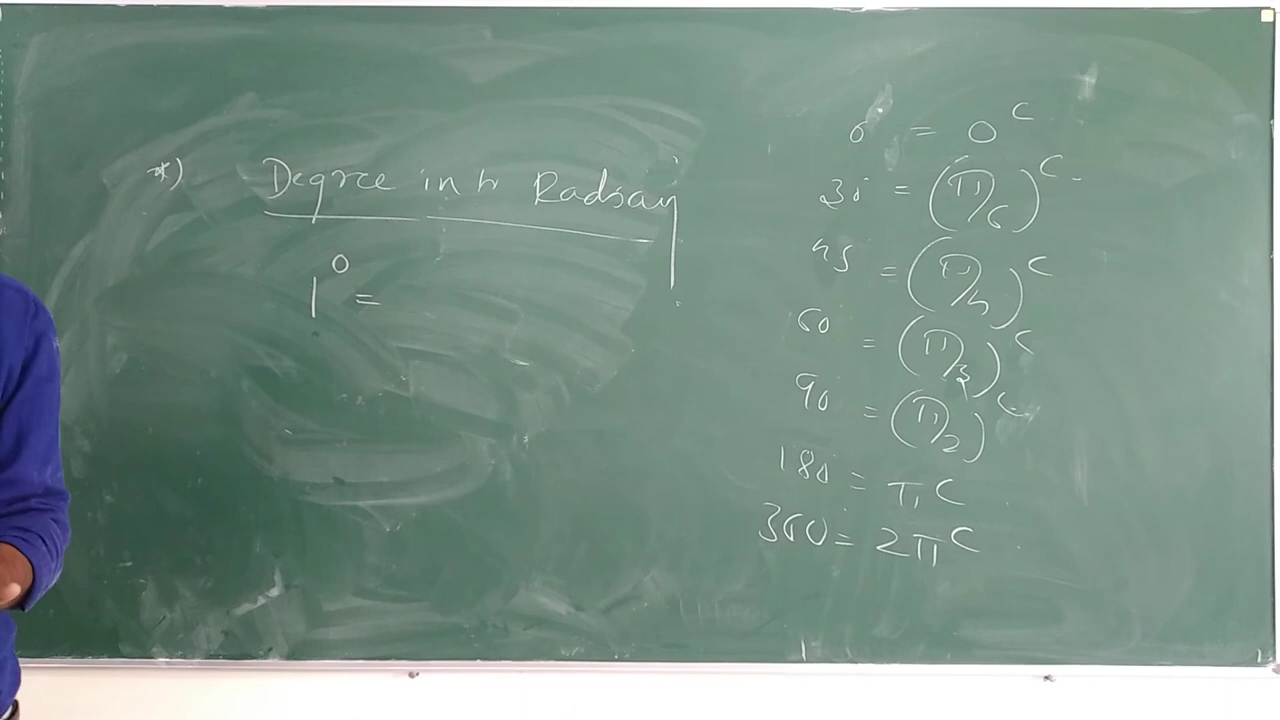 *) Degree into Radian
1° =
0 = 0^c
30 = (π/6)^c
45 = (π/4)^c
60 = (π/3)^c
90 = (π/2)^c
180 = π^c
360 = 2π^c